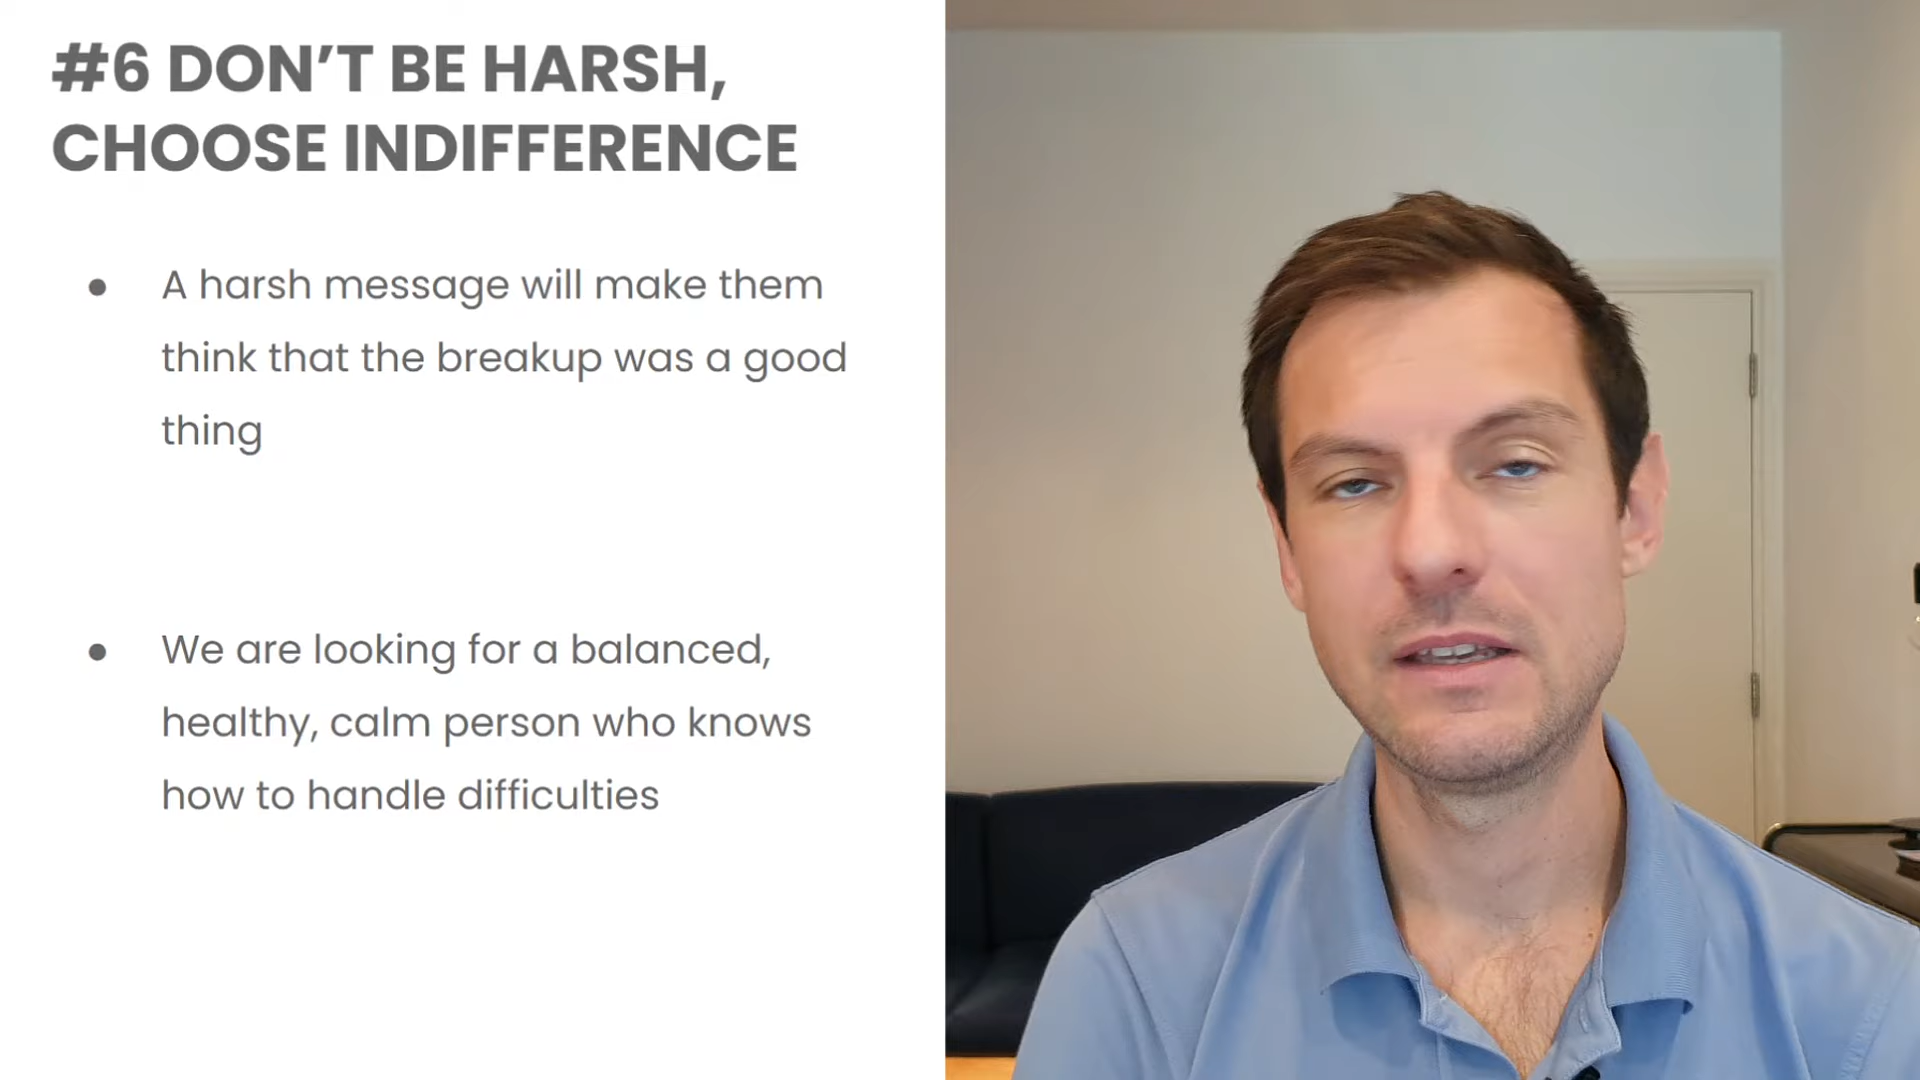 #6 DON’T BE HARSH,
CHOOSE INDIFFERENCE
● A harsh message will make them
think that the breakup was a good
thing
● We are looking for a balanced,
healthy, calm person who knows
how to handle difficulties